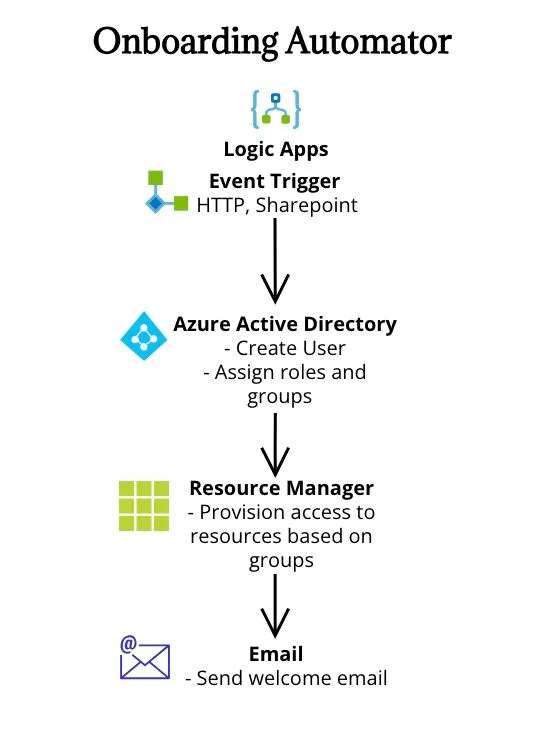 Onboarding Automator
Logic Apps
Event Trigger
HTTP, Sharepoint
Azure Active Directory
- Create User
- Assign roles and
groups
Resource Manager
- Provision access to
resources based on
groups
@
Email
- Send welcome email